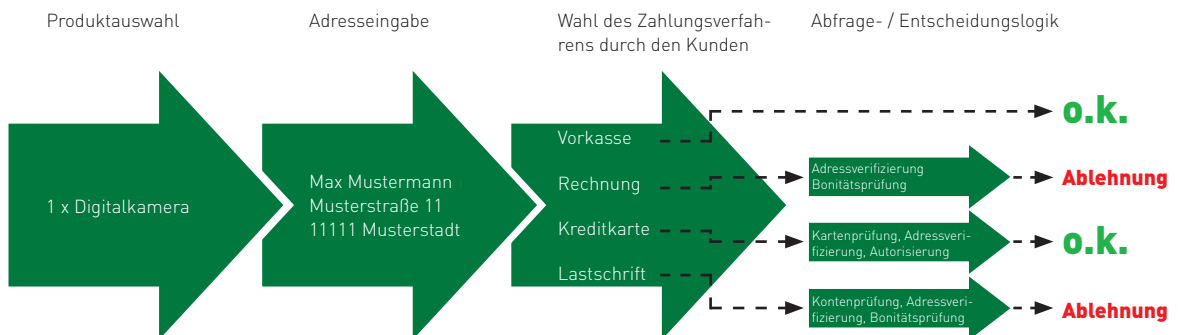 Produktauswahl
Adresseingabe
Wahl des Zahlungsverfah-
rens durch den Kunden
Abfrage- / Entscheidungslogik
1 x Digitalkamera
Max Mustermann
Musterstraße 11
11111 Musterstadt
Vorkasse
o.k.
Rechnung
Adressverifizierung
Bonitätsprüfung
Ablehnung
Kreditkarte
Kartenprüfung, Adressveri-
fizierung, Autorisierung
o.k.
Lastschrift
Kontenprüfung, Adressveri-
fizierung, Bonitätsprüfung
Ablehnung